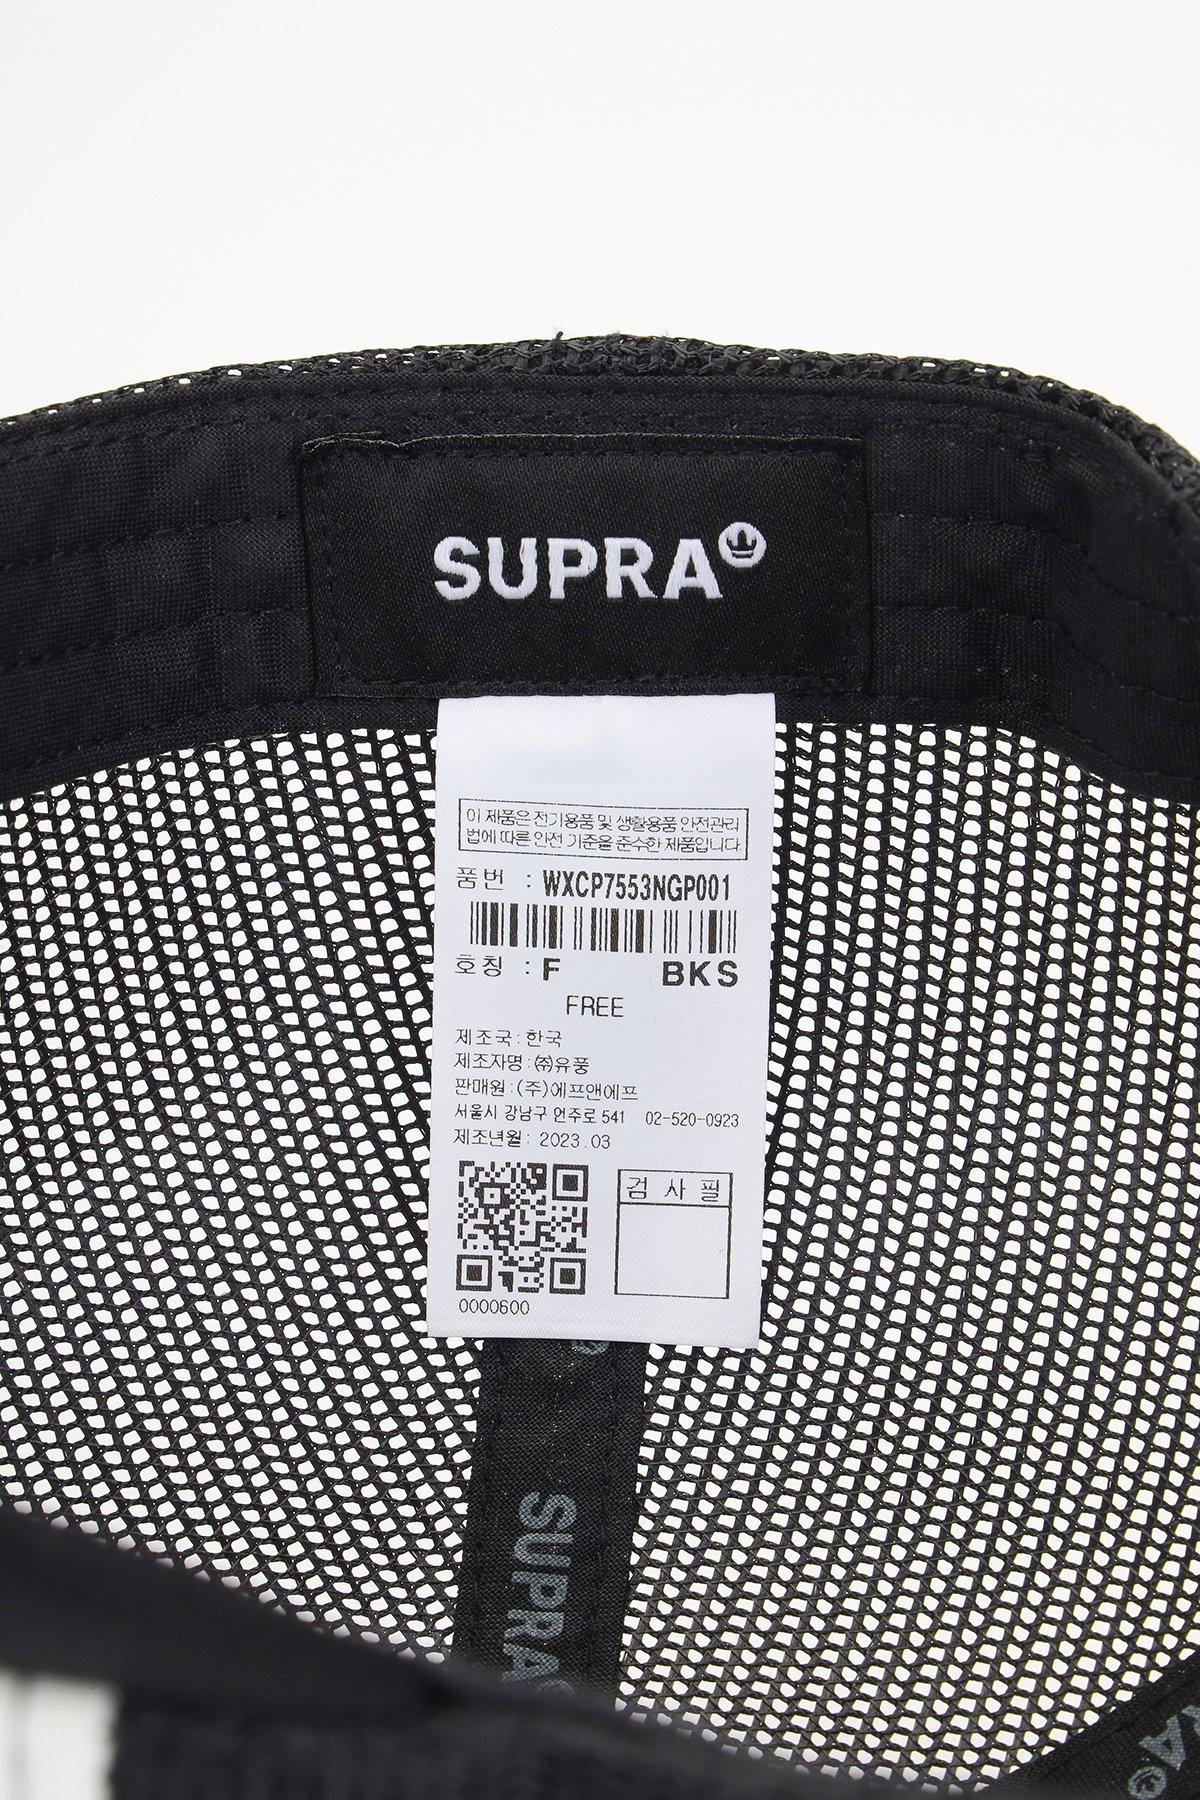 SUPRA
이 제품은 전기용품 및 생활용품 안전관리
법에 따른 안전 기준을 준수한 제품입니다.
품번 : WXCP7553NGP001
호칭 : F BKS
FREE
제조국 : 한국
제조자명 : ㈜유풍
판매원 : (주)에프앤에프
서울시 강남구 언주로 541 02-520-0923
제조년월 : 2023.03
검사필
0000600
SUPRA